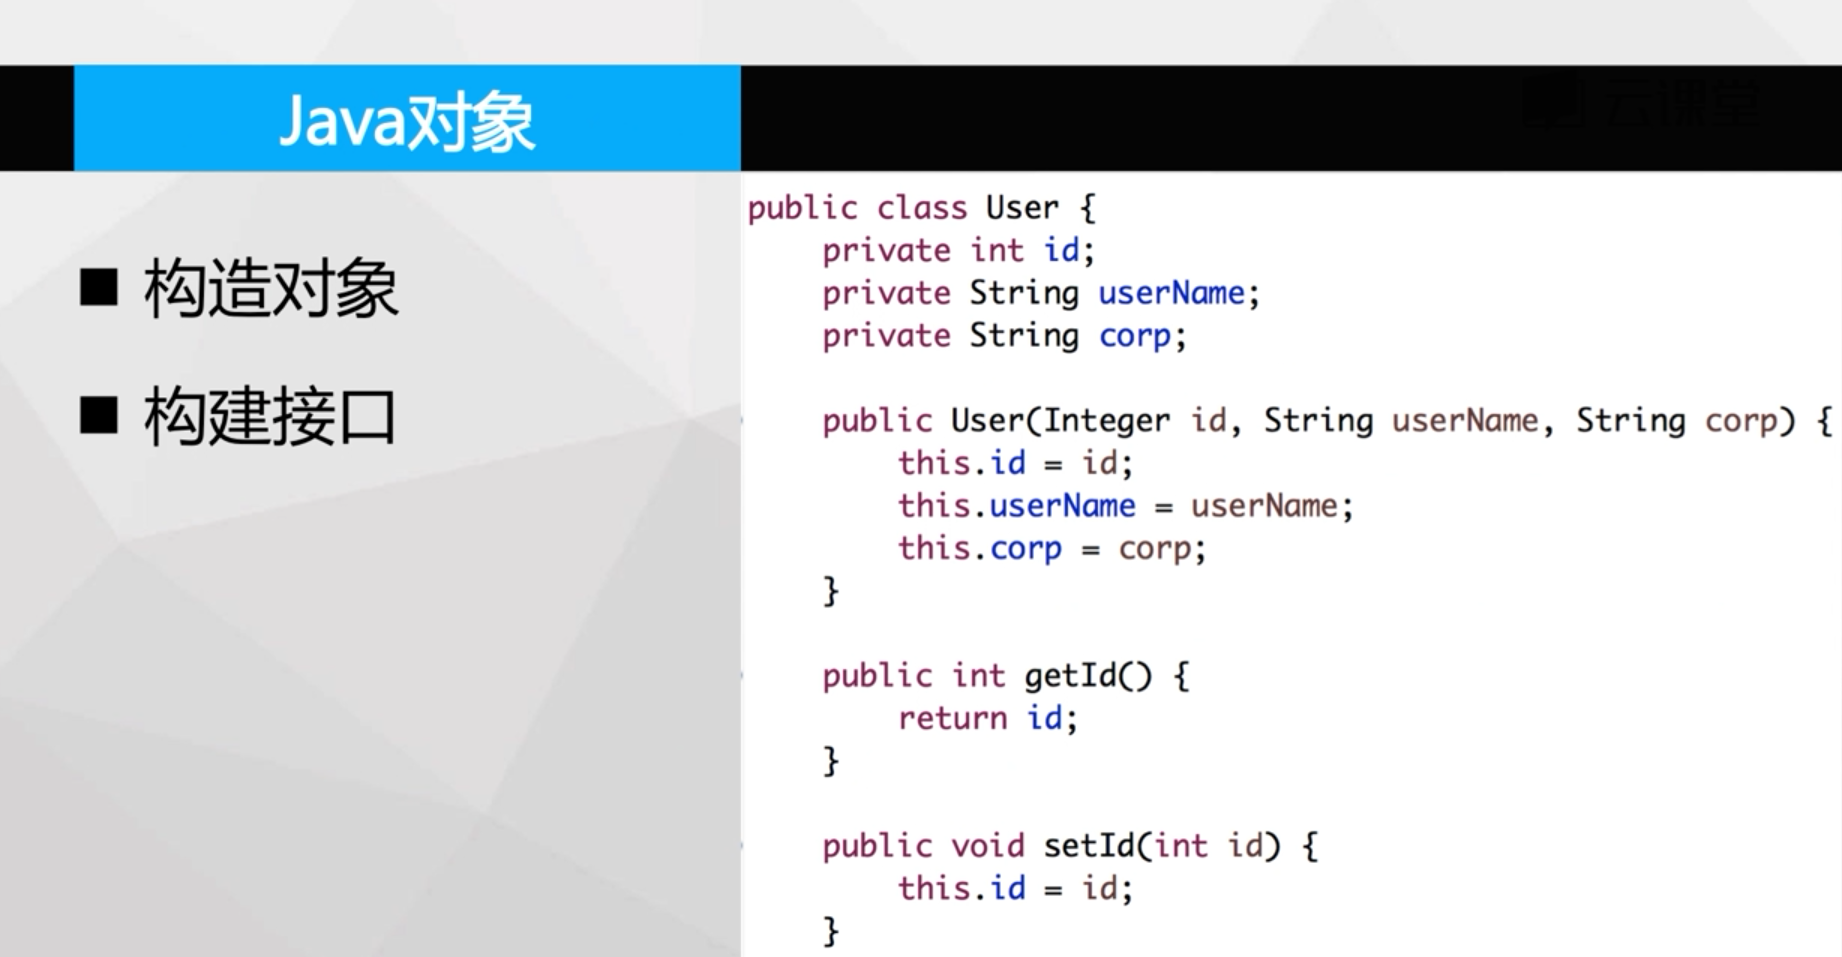 云课堂
Java对象
■ 构造对象
■ 构建接口
public class User {
    private int id;
    private String userName;
    private String corp;

    public User(Integer id, String userName, String corp) {
        this.id = id;
        this.userName = userName;
        this.corp = corp;
    }

    public int getId() {
        return id;
    }

    public void setId(int id) {
        this.id = id;
    }